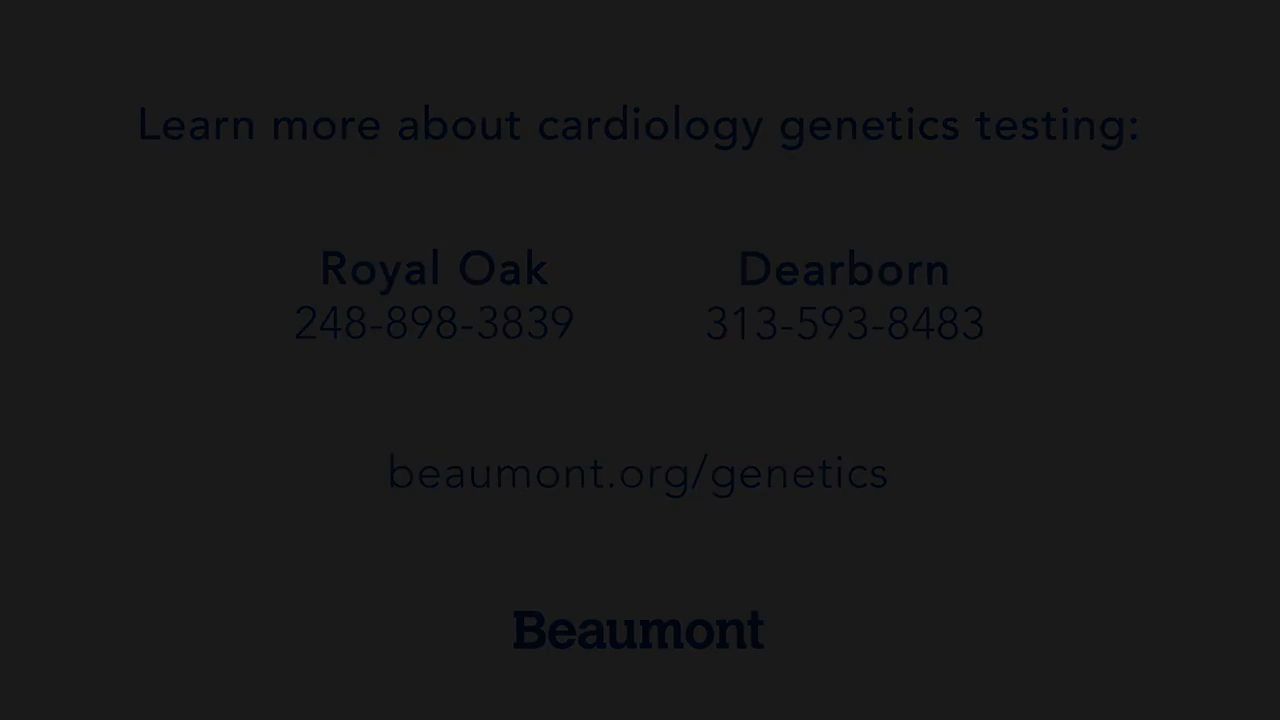 Learn more about cardiology genetics testing:
Royal Oak
248-898-3839
Dearborn
313-593-8483
beaumont.org/genetics
Beaumont